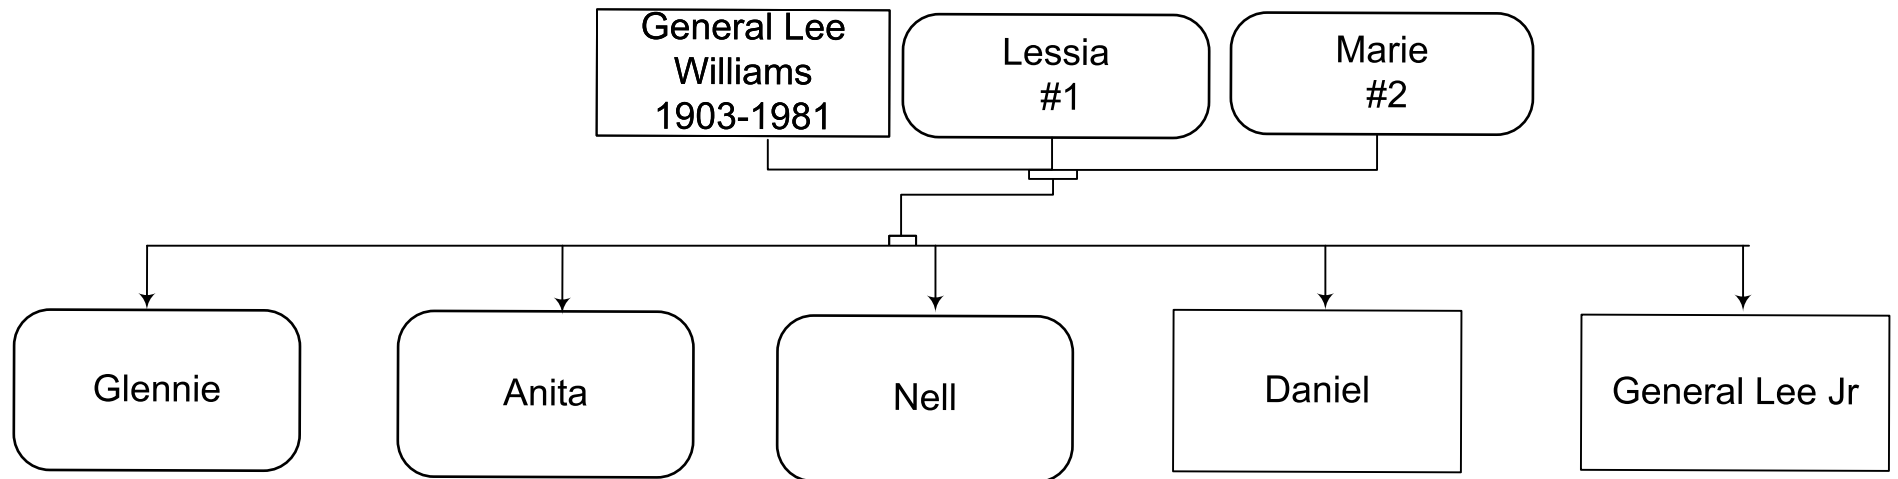 General Lee
Williams
1903-1981
Lessia
#1
Marie
#2
Glennie
Anita
Nell
Daniel
General Lee Jr